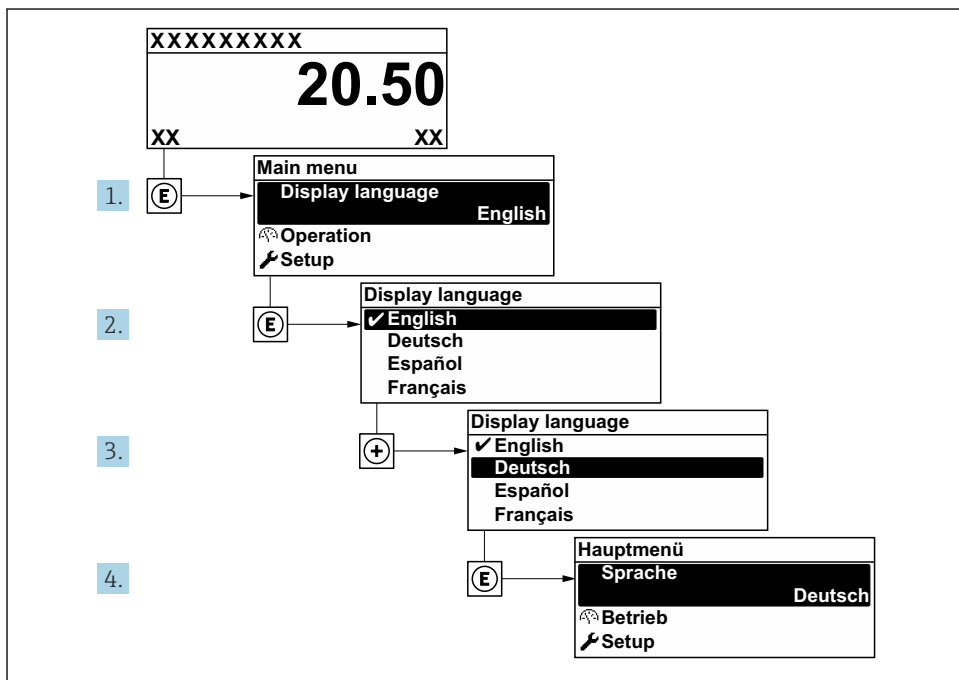 XXXXXXXXX
20.50
XX XX
1. E
Main menu
Display language
English
Operation
Setup
2. E
Display language
✔ English
Deutsch
Español
Français
3. +
Display language
✔ English
Deutsch
Español
Français
4. E
Hauptmenü
Sprache
Deutsch
Betrieb
Setup